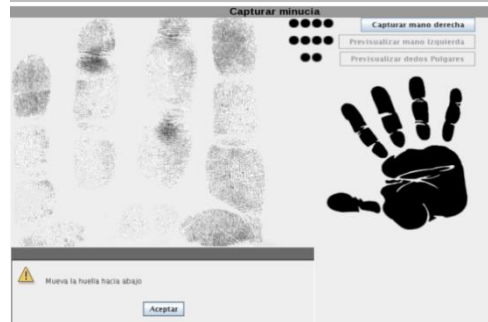 Capturar minucia
Capturar mano derecha
Previsualizar mano Izquierda
Previsualizar dedos Pulgares
Mueva la huella hacia abajo
Aceptar